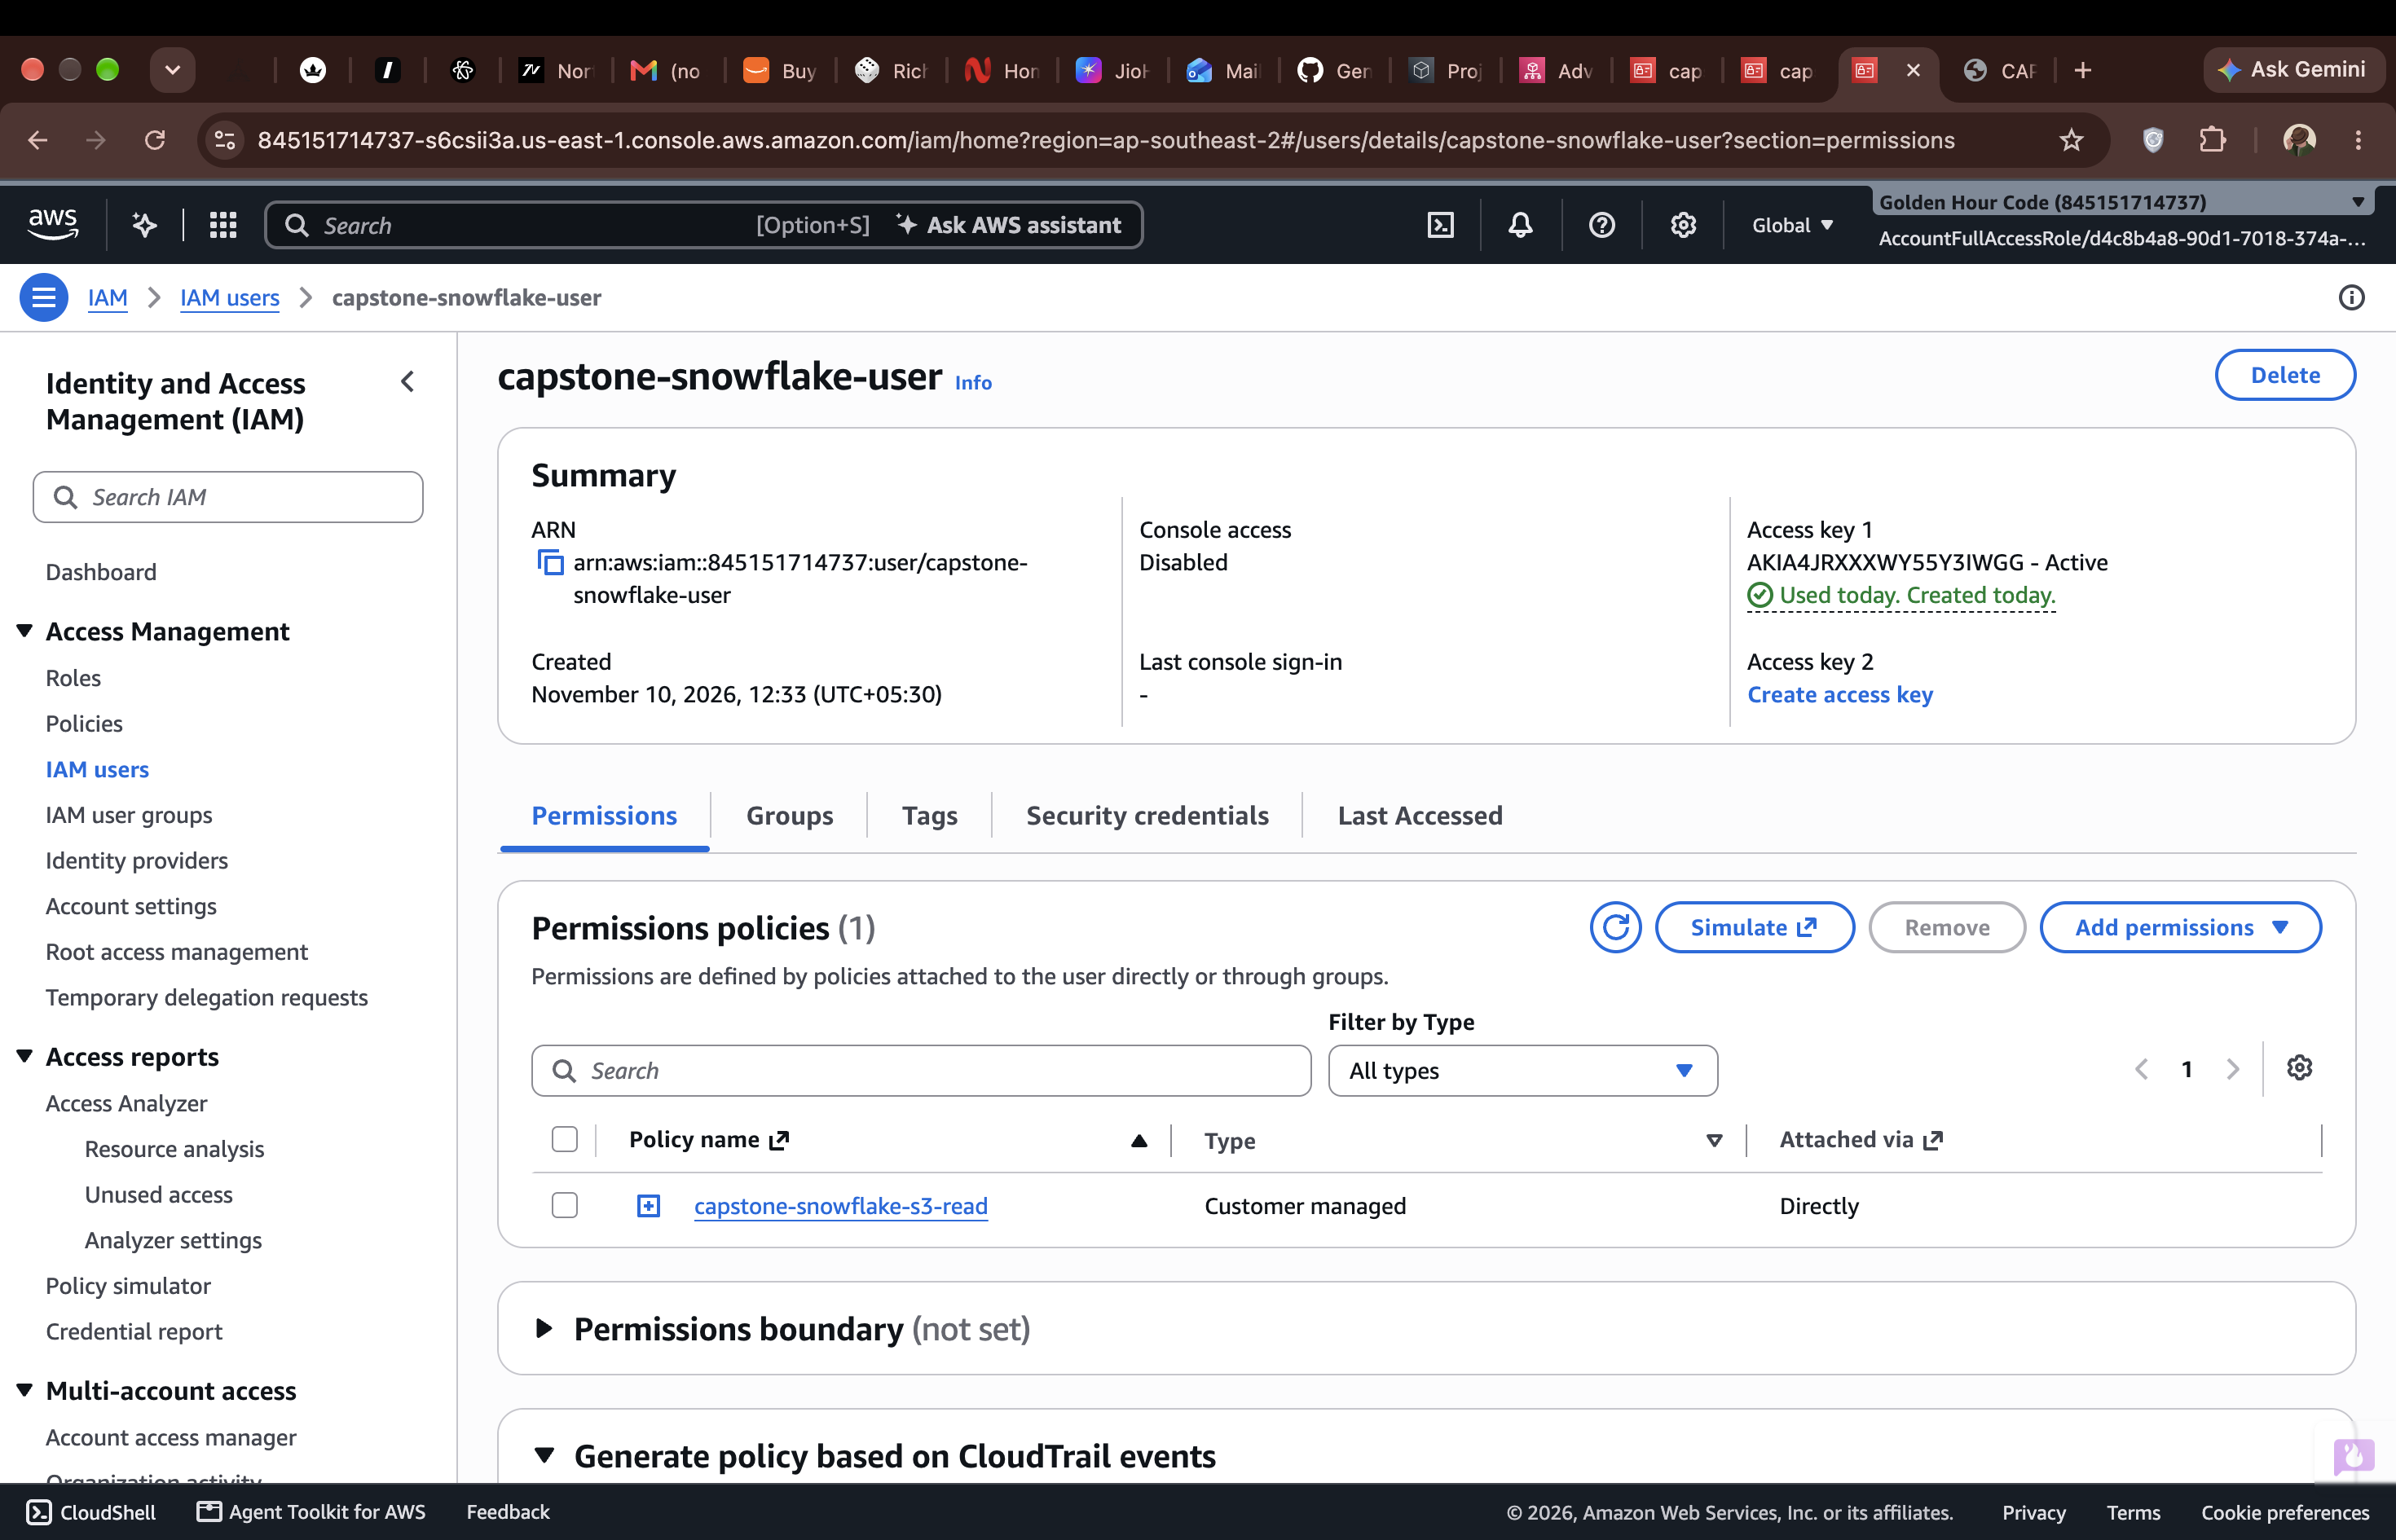 Nor
(no
Buy
Rich
Hon
JioH
Mail
Gen
Proj
Adv
cap
cap
CAP
Ask Gemini
845151714737-s6csii3a.us-east-1.console.aws.amazon.com/iam/home?region=ap-southeast-2#/users/details/capstone-snowflake-user?section=permissions
aws
Search
[Option+S]
Ask AWS assistant
Global
Golden Hour Code (845151714737)
AccountFullAccessRole/d4c8b4a8-90d1-7018-374a-...
IAM
IAM users
capstone-snowflake-user
Identity and Access
Management (IAM)
Search IAM
Dashboard
Access Management
Roles
Policies
IAM users
IAM user groups
Identity providers
Account settings
Root access management
Temporary delegation requests
Access reports
Access Analyzer
Resource analysis
Unused access
Analyzer settings
Policy simulator
Credential report
Multi-account access
Account access manager
Organization activity
capstone-snowflake-user Info
Delete
Summary
ARN
arn:aws:iam::845151714737:user/capstone-
snowflake-user
Created
November 10, 2026, 12:33 (UTC+05:30)
Console access
Disabled
Last console sign-in
-
Access key 1
AKIA4JRXXXWY55Y3IWGG - Active
Used today. Created today.
Access key 2
Create access key
Permissions
Groups
Tags
Security credentials
Last Accessed
Permissions policies (1)
Simulate
Remove
Add permissions
Permissions are defined by policies attached to the user directly or through groups.
Filter by Type
Search
All types
1
Policy name
Type
Attached via
capstone-snowflake-s3-read
Customer managed
Directly
Permissions boundary (not set)
Generate policy based on CloudTrail events
CloudShell
Agent Toolkit for AWS
Feedback
© 2026, Amazon Web Services, Inc. or its affiliates.
Privacy
Terms
Cookie preferences